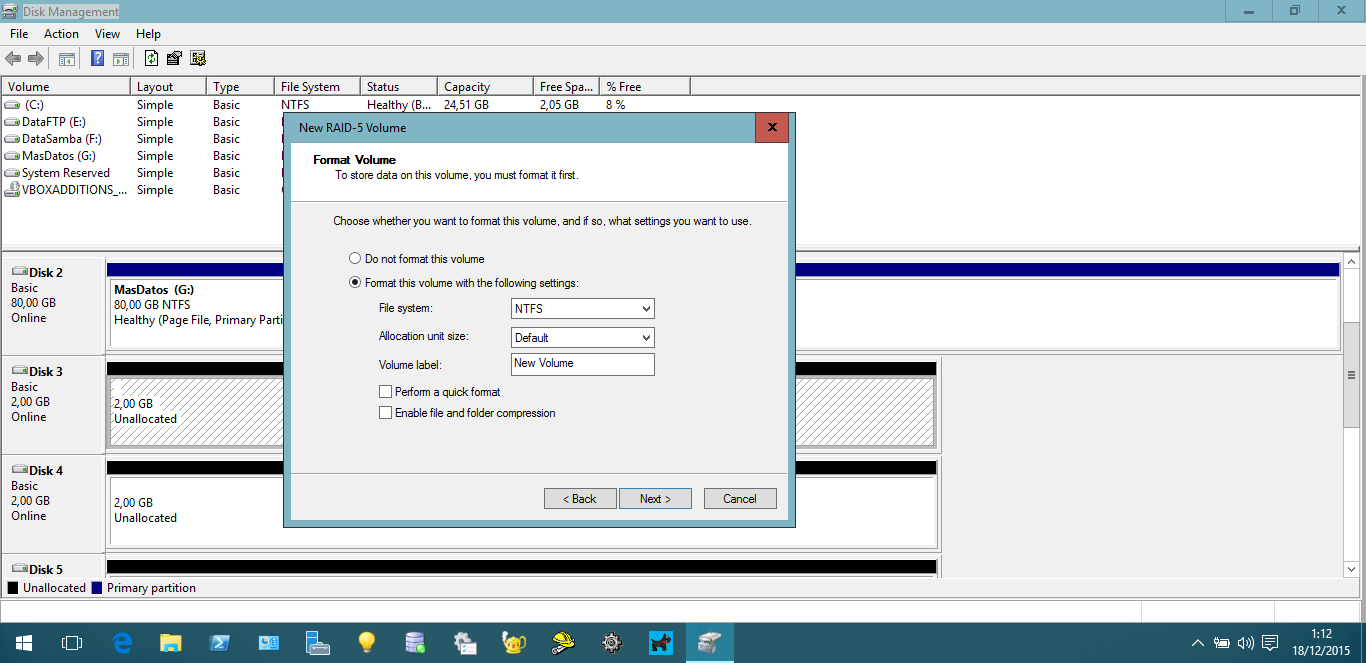 Disk Management
File Action View Help
Volume Layout Type File System Status Capacity Free Spa... % Free
(C:) Simple Basic NTFS Healthy (B... 24,51 GB 2,05 GB 8 %
DataFTP (E:) Simple Basic
DataSamba (F:) Simple Basic
MasDatos (G:) Simple Basic
System Reserved Simple Basic
VBOXADDITIONS_... Simple Basic
New RAID-5 Volume
Format Volume
To store data on this volume, you must format it first.
Choose whether you want to format this volume, and if so, what settings you want to use.
Do not format this volume
Format this volume with the following settings:
File system: NTFS
Allocation unit size: Default
Volume label: New Volume
Perform a quick format
Enable file and folder compression
< Back Next > Cancel
Disk 2
Basic
80,00 GB
Online
MasDatos (G:)
80,00 GB NTFS
Healthy (Page File, Primary Parti
Disk 3
Basic
2,00 GB
Online
2,00 GB
Unallocated
Disk 4
Basic
2,00 GB
Online
2,00 GB
Unallocated
Disk 5
Unallocated Primary partition
1:12
18/12/2015